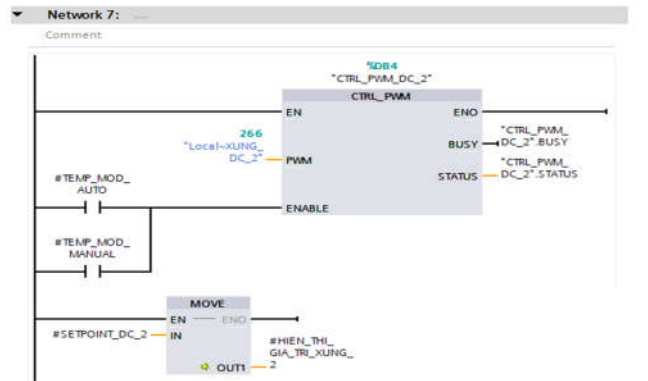 Network 7: ....
Comment
%DB4
"CTRL_PWM_DC_2"
CTRL_PWM
EN
ENO
266
"Local~XUNG_
DC_2"
PWM
BUSY
"CTRL_PWM_
DC_2".BUSY
STATUS
"CTRL_PWM_
DC_2".STATUS
#TEMP_MOD_
AUTO
ENABLE
#TEMP_MOD_
MANUAL
MOVE
EN
ENO
#SETPOINT_DC_2
IN
OUT1
#HIEN_THI_
GIA_TRI_XUNG_
2